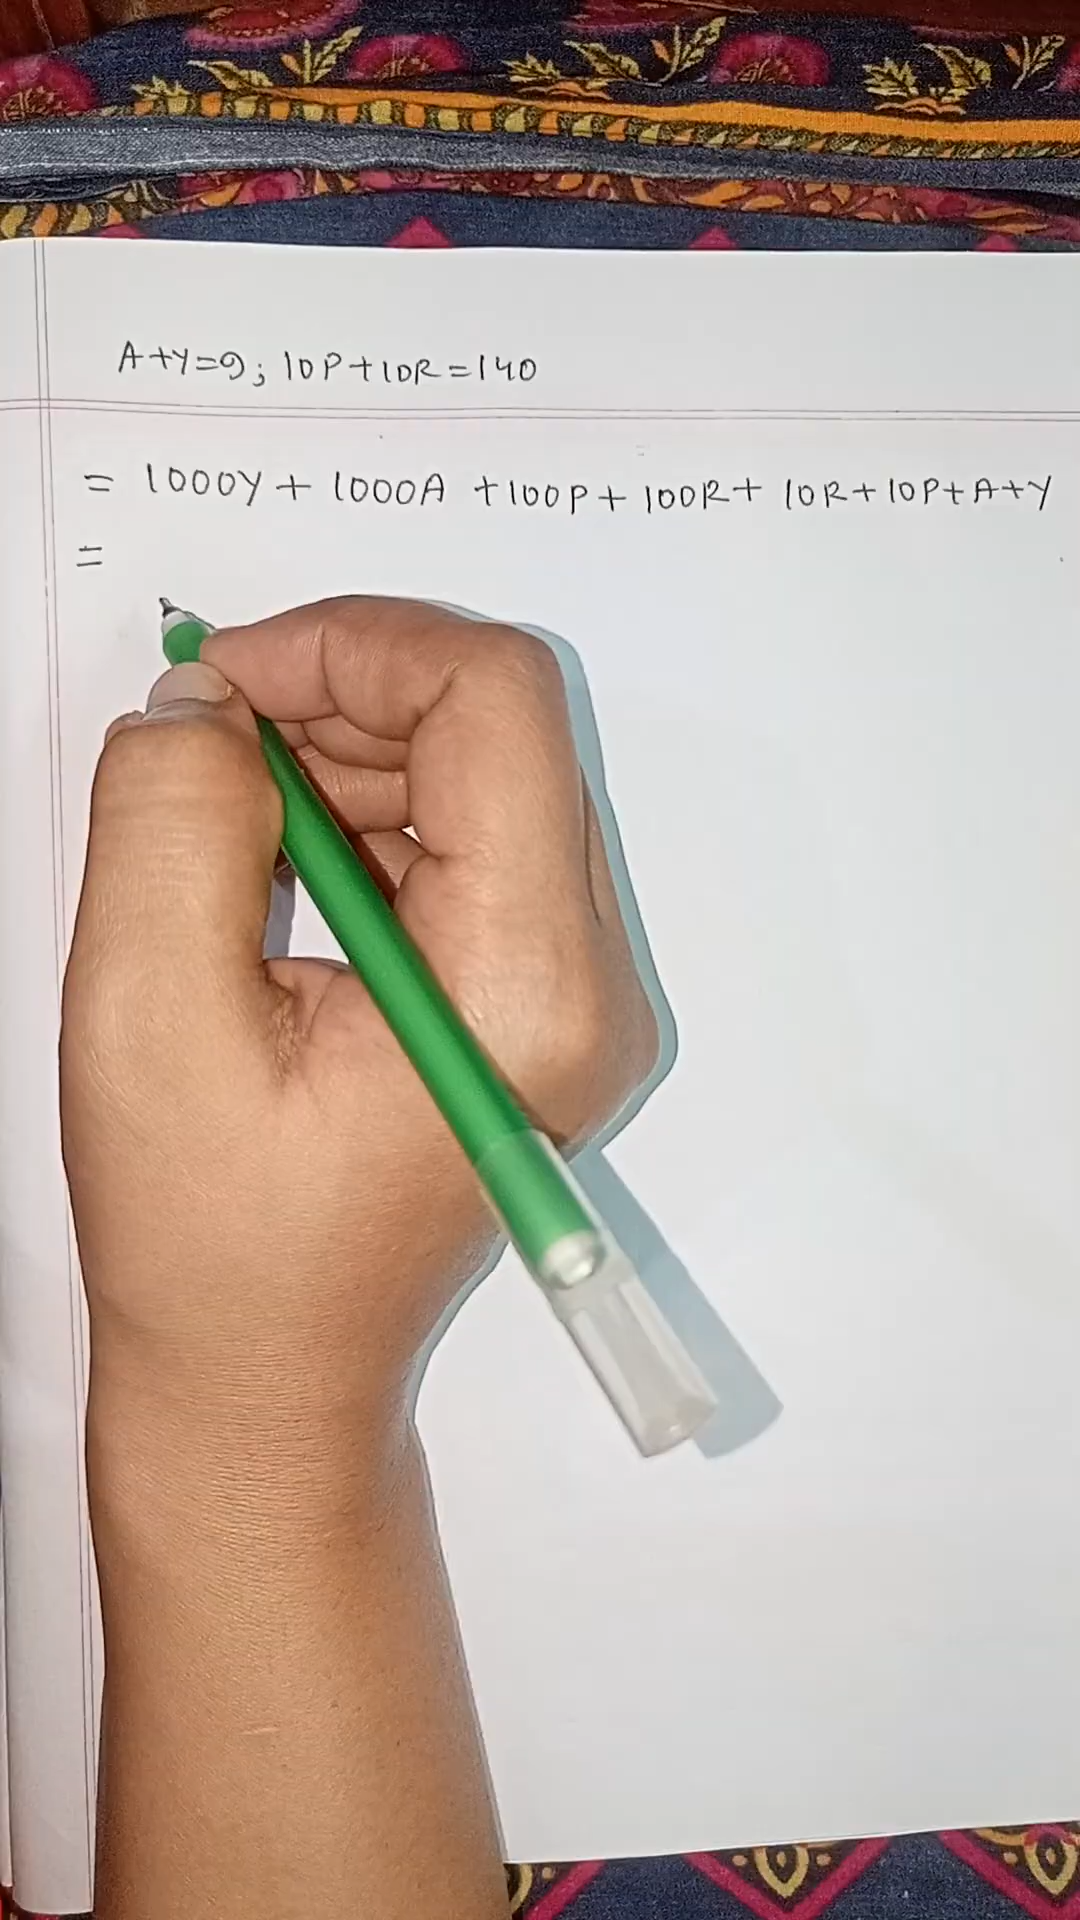 A+Y=9; 10P+10R=140
= 1000Y + 1000A + 100P + 100R + 10R + 10P + A + Y
=